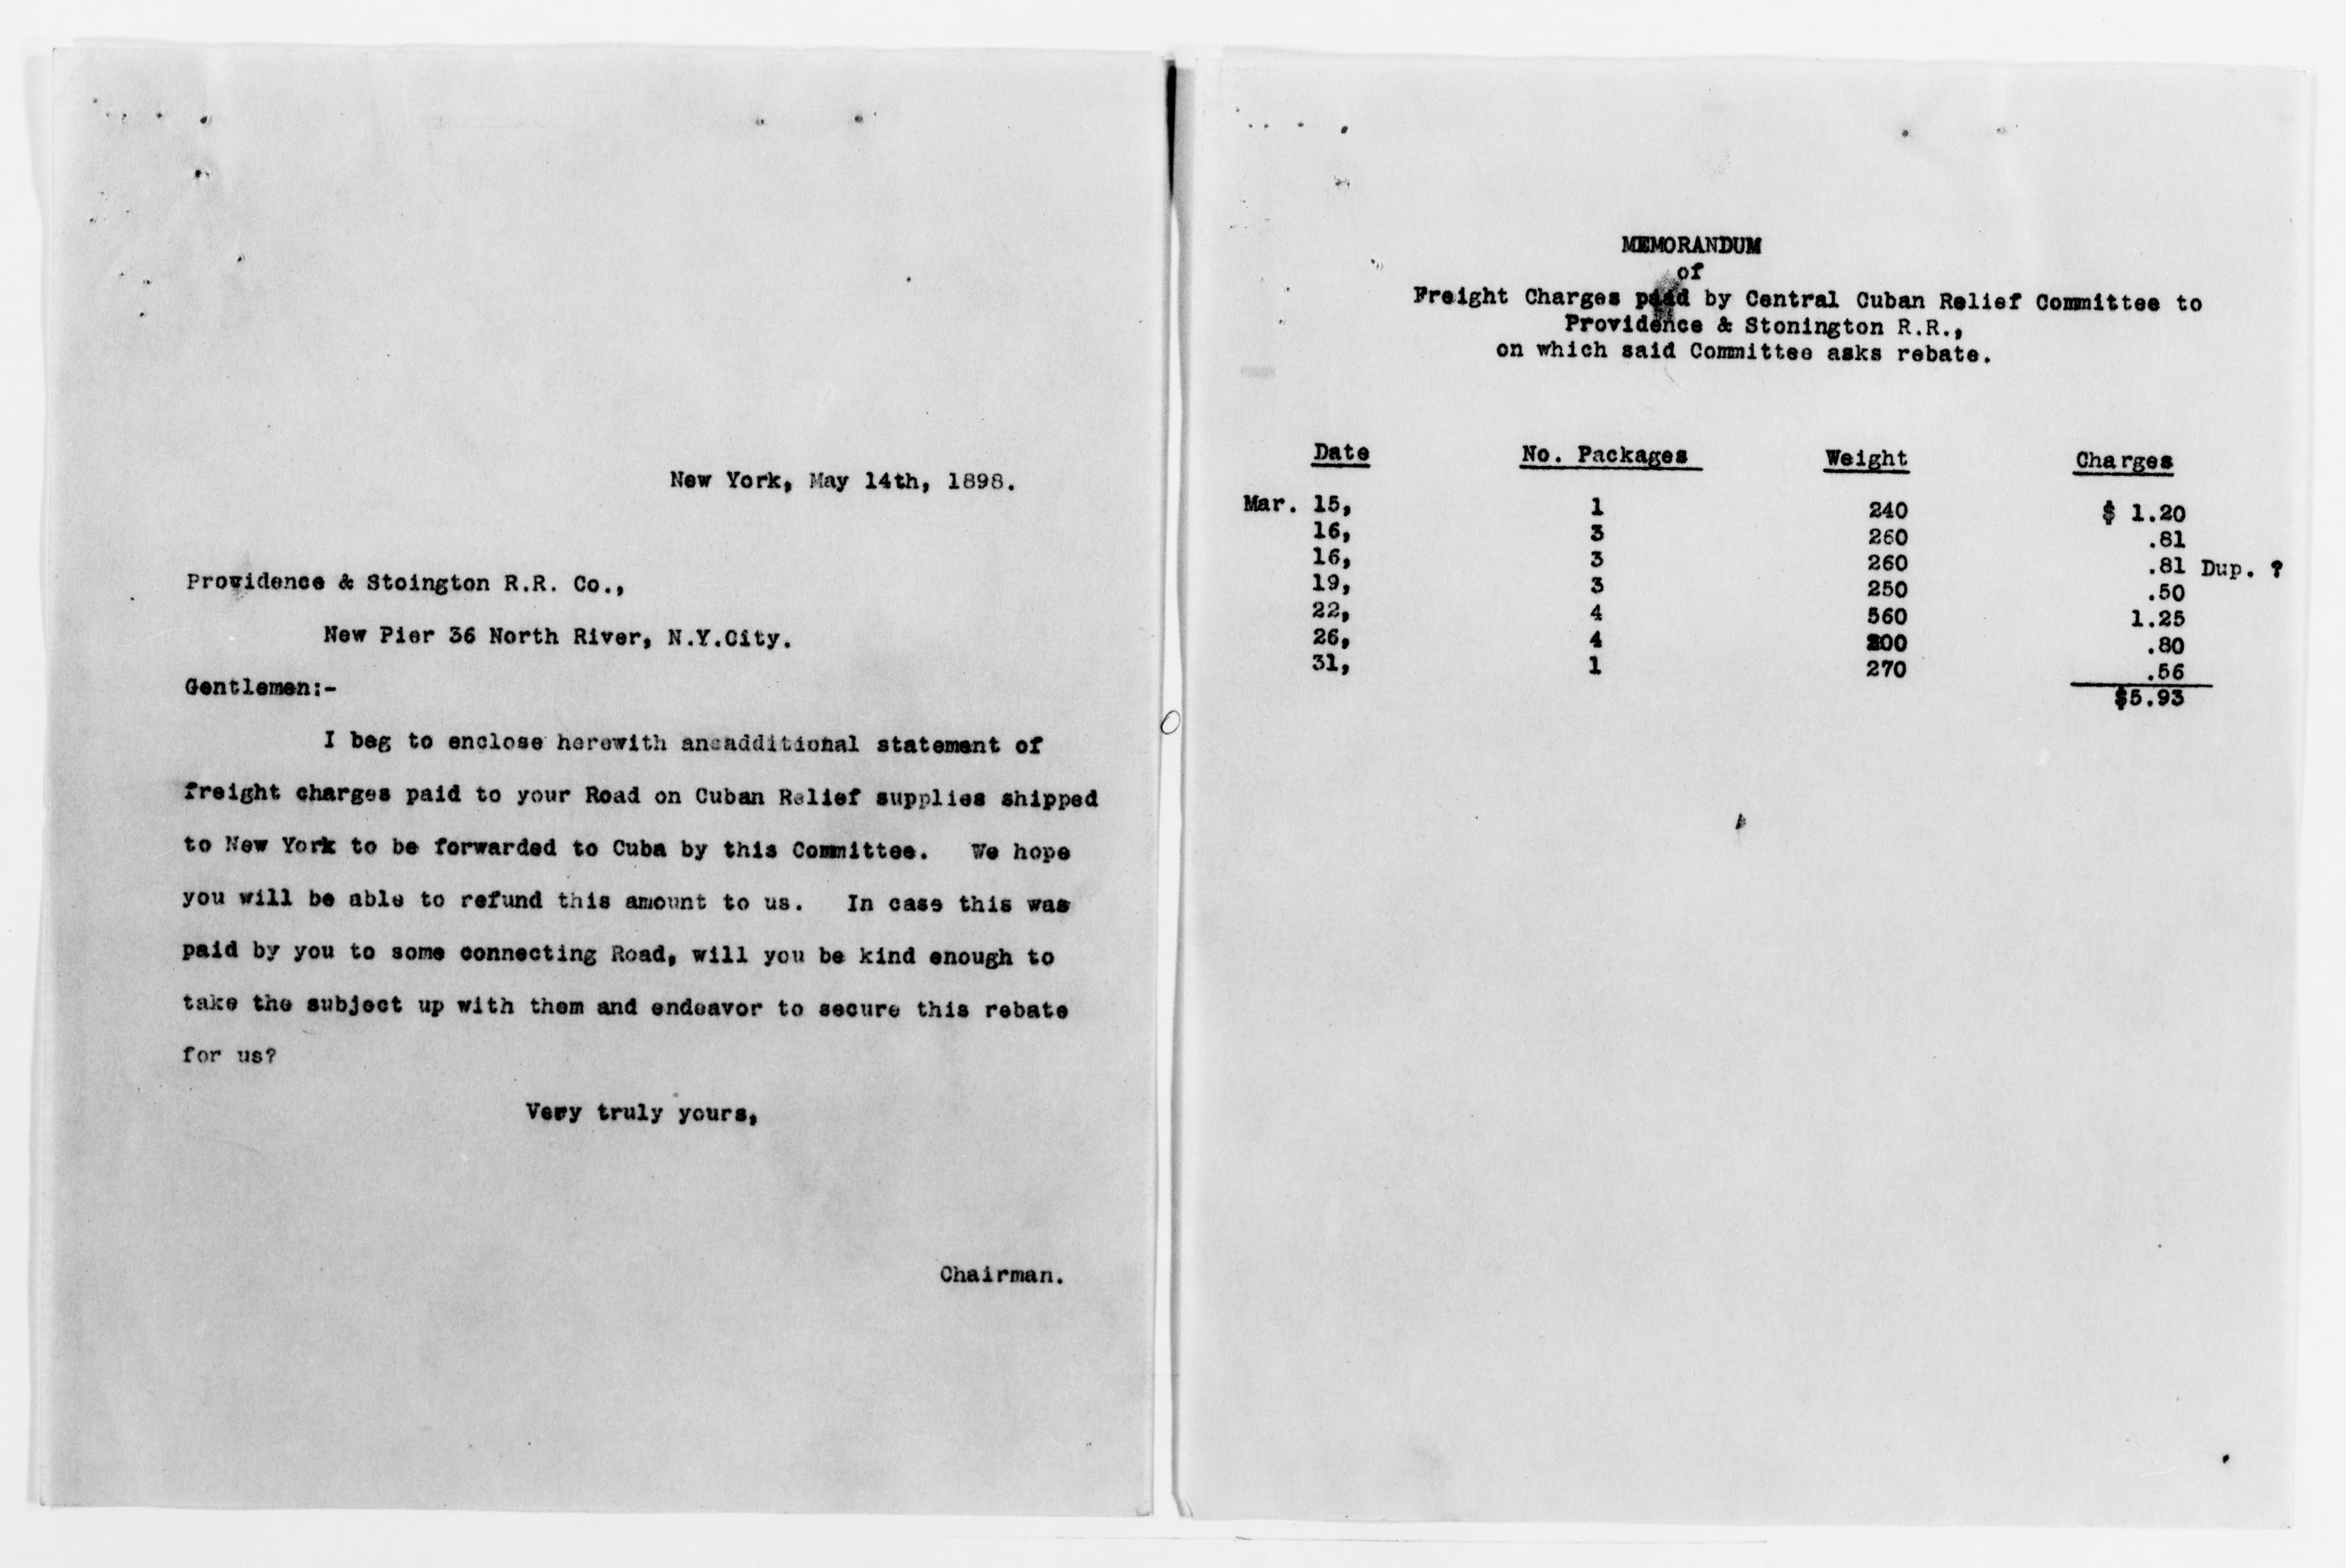 New York, May 14th, 1898.
Providence & Stoington R.R. Co.,
New Pier 36 North River, N.Y.City.
Gentlemen:-
I beg to enclose herewith an additional statement of
freight charges paid to your Road on Cuban Relief supplies shipped
to New York to be forwarded to Cuba by this Committee. We hope
you will be able to refund this amount to us. In case this was
paid by you to some connecting Road, will you be kind enough to
take the subject up with them and endeavor to secure this rebate
for us?
Very truly yours,
Chairman.
MEMORANDUM
of
Freight Charges paid by Central Cuban Relief Committee to
Providence & Stonington R.R.,
on which said Committee asks rebate.
Date No. Packages Weight Charges
Mar. 15, 1 240 $ 1.20
16, 3 260 .81
16, 3 260 .81 Dup. ?
19, 3 250 .50
22, 4 560 1.25
26, 4 .80
31, 1 270 .56
$5.93